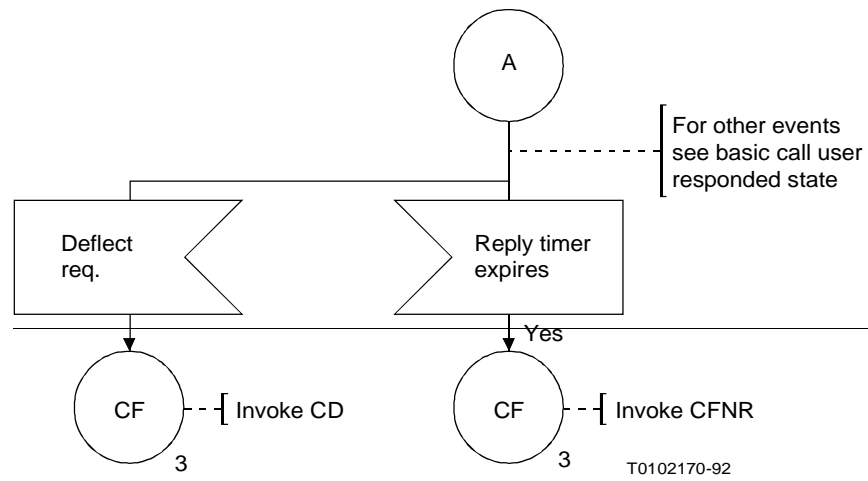 A
For other events
see basic call user
responded state
Deflect
req.
Reply timer
expires
Yes
CF
Invoke CD
CF
Invoke CFNR
3
3
T0102170-92